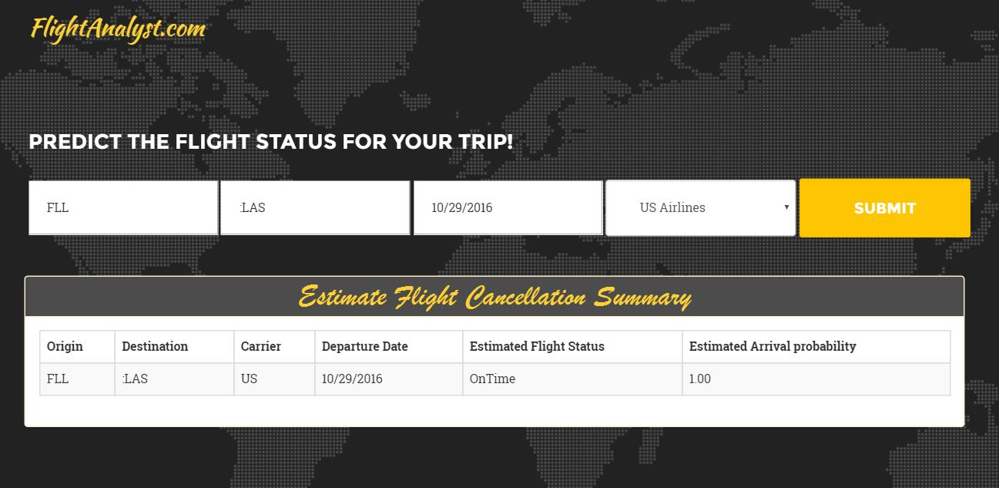 FlightAnalyst.com
PREDICT THE FLIGHT STATUS FOR YOUR TRIP!
FLL :LAS 10/29/2016 US Airlines SUBMIT
Estimate Flight Cancellation Summary
Origin Destination Carrier Departure Date Estimated Flight Status Estimated Arrival probability
FLL :LAS US 10/29/2016 OnTime 1.00